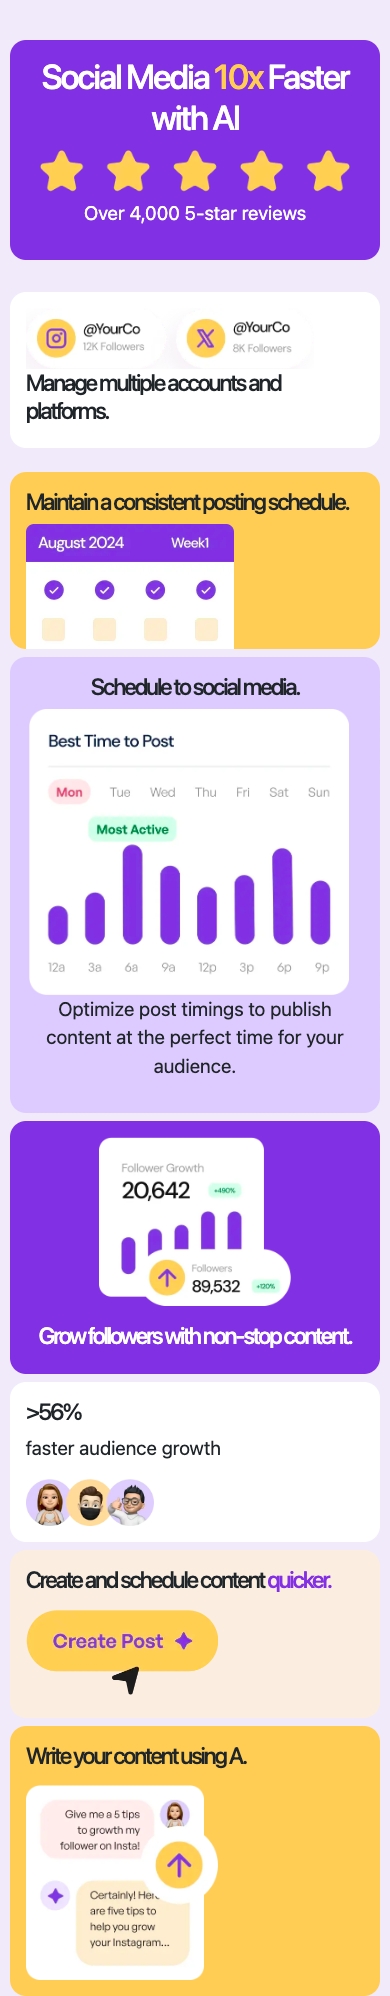 Social Media 10x Faster
with AI
Over 4,000 5-star reviews
@YourCo
12K Followers
@YourCo
8K Followers
Manage multiple accounts and
platforms.
Maintain a consistent posting schedule.
August 2024 Week1
Schedule to social media.
Best Time to Post
Mon Tue Wed Thu Fri Sat Sun
Most Active
12a 3a 6a 9a 12p 3p 6p 9p
Optimize post timings to publish
content at the perfect time for your
audience.
Follower Growth
20,642 +490%
Followers
89,532 +120%
Grow followers with non-stop content.
>56%
faster audience growth
Create and schedule content quicker.
Create Post
Write your content using A.
Give me a 5 tips
to growth my
follower on Insta!
Certainly! Here
are five tips to
help you grow
your Instagram...